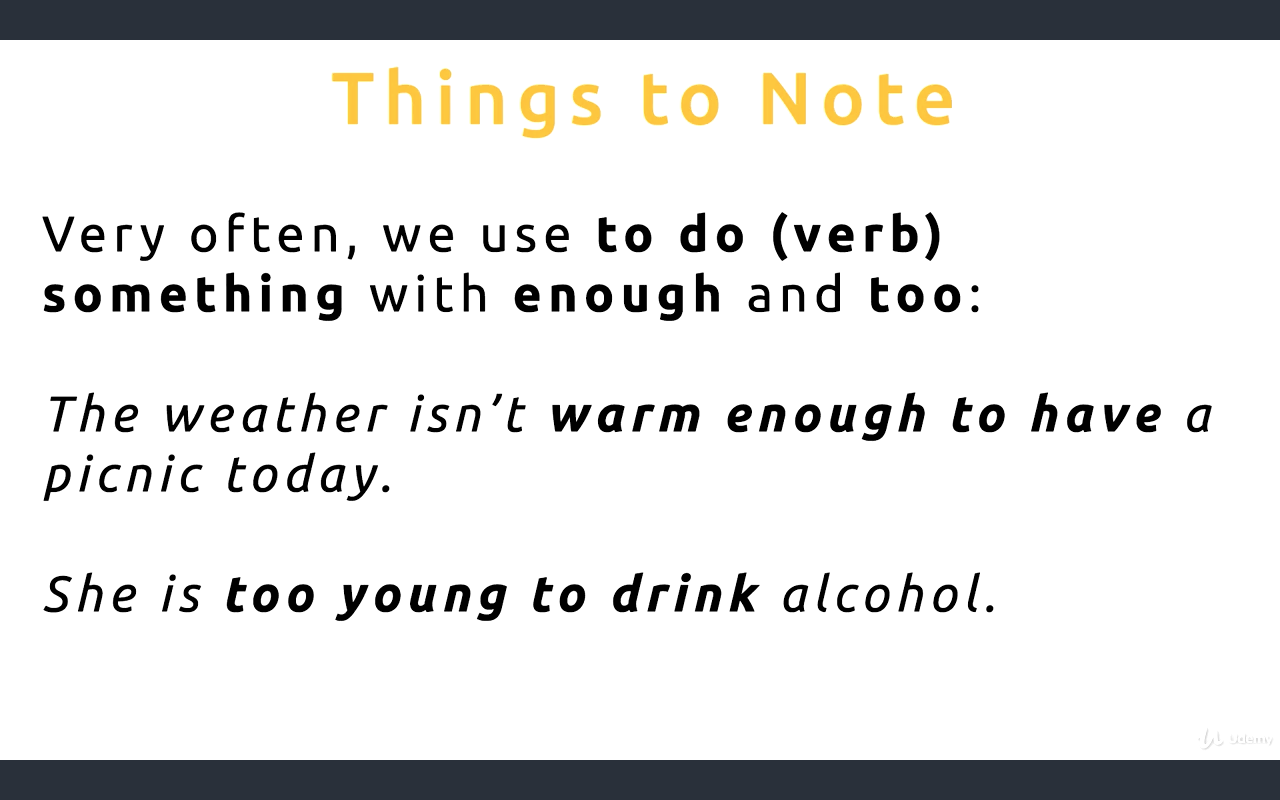 Things to Note
Very often, we use to do (verb)
something with enough and too:
The weather isn’t warm enough to have a
picnic today.
She is too young to drink alcohol.
Udemy